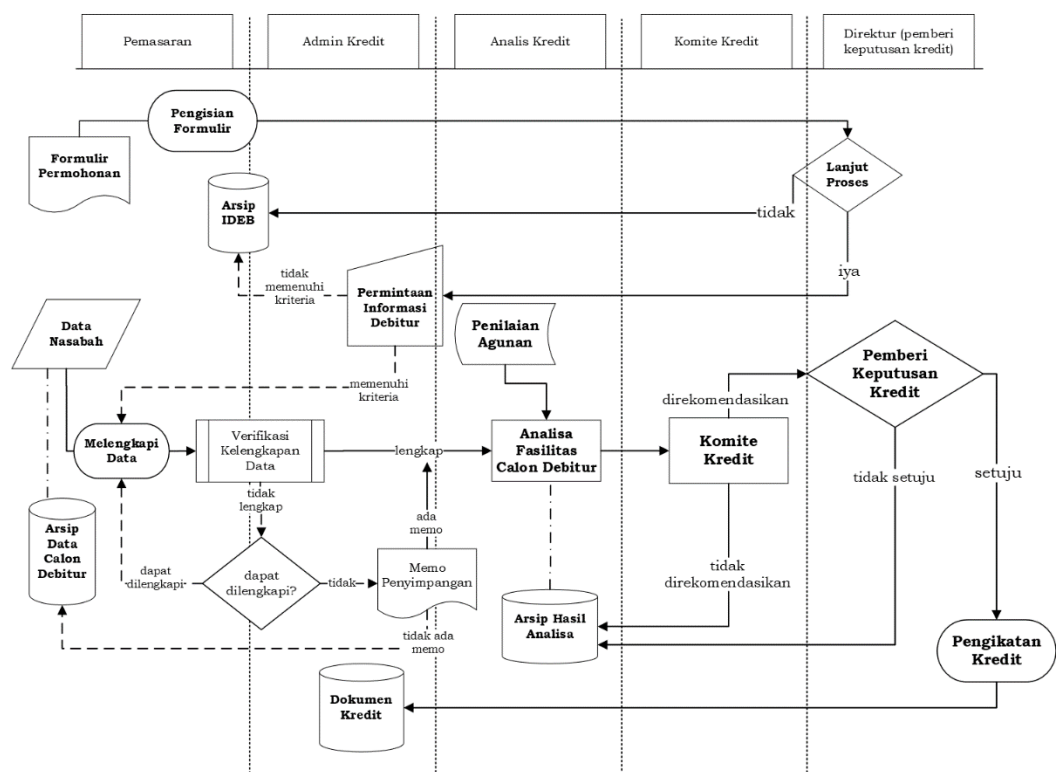 Pemasaran
Admin Kredit
Analis Kredit
Komite Kredit
Direktur (pemberi
keputusan kredit)
Pengisian
Formulir
Formulir
Permohonan
Lanjut
Proses
Arsip
IDEB
tidak
iya
tidak
memenuhi
kriteria
Permintaan
Informasi
Debitur
Penilaian
Agunan
Data
Nasabah
Pemberi
Keputusan
Kredit
memenuhi
kriteria
direkomendasikan
Melengkapi
Data
Verifikasi
Kelengkapan
Data
lengkap
Analisa
Fasilitas
Calon Debitur
Komite
Kredit
tidak setuju
setuju
tidak
lengkap
ada
memo
Arsip
Data
Calon
Debitur
dapat
dilengkapi
dapat
dilengkapi?
tidak
Memo
Penyimpangan
tidak
direkomendasikan
Arsip Hasil
Analisa
tidak ada
memo
Pengikatan
Kredit
Dokumen
Kredit